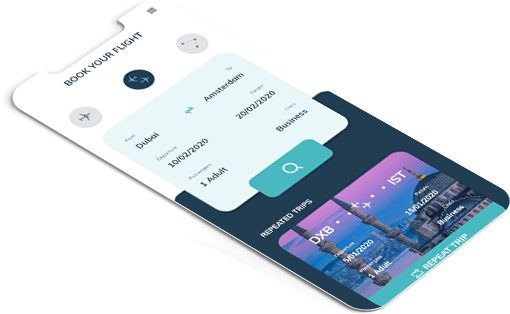 BOOK YOUR FLIGHT
From
To
Dubai
Amsterdam
Departure
Return
10/02/2020
20/02/2020
Passengers
Class
1 Adult
Business
REPEATED TRIPS
DXB
IST
Departure
Return
5/01/2020
15/01/2020
Passengers
Class
1 Adult
Business
REPEAT TRIP